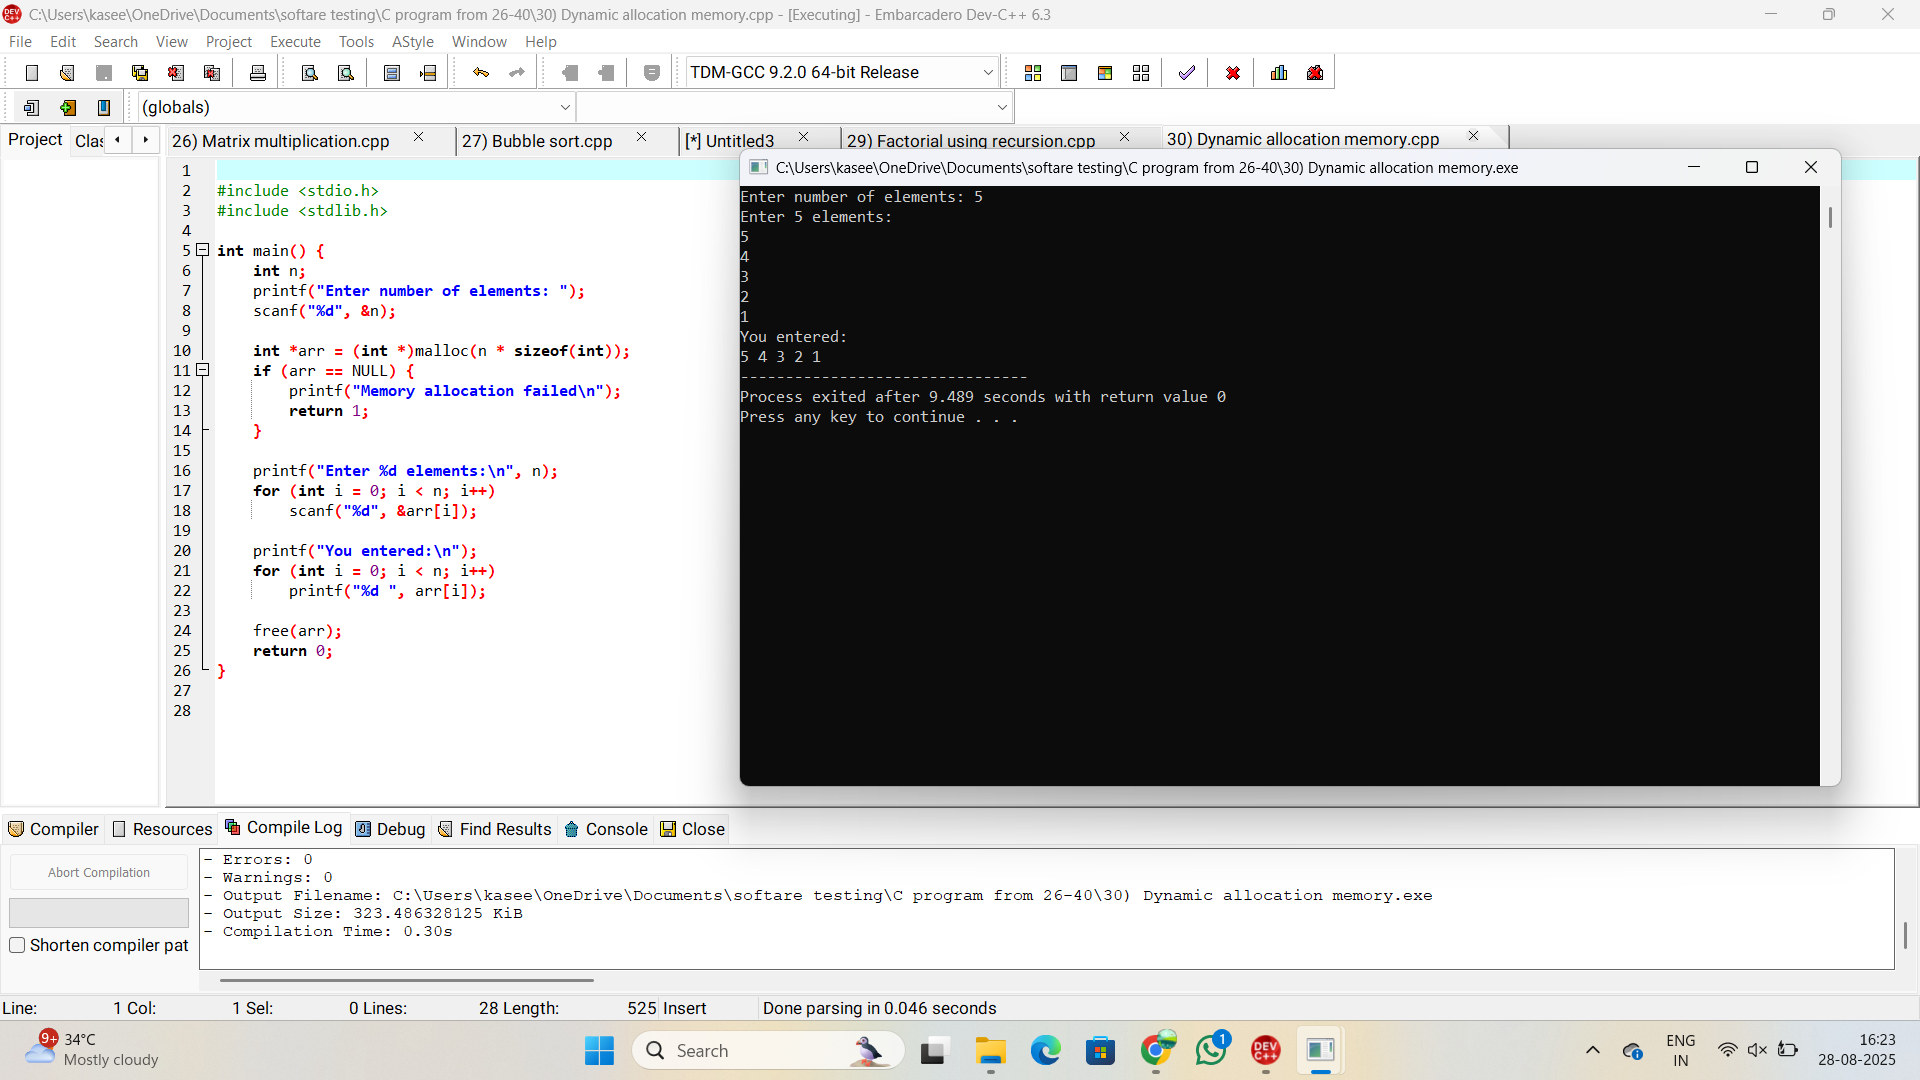 C:\Users\kasee\OneDrive\Documents\softare testing\C program from 26-40\30) Dynamic allocation memory.cpp - [Executing] - Embarcadero Dev-C++ 6.3
File Edit Search View Project Execute Tools AStyle Window Help
TDM-GCC 9.2.0 64-bit Release
(globals)
Project Clas 26) Matrix multiplication.cpp 27) Bubble sort.cpp [*] Untitled3 29) Factorial using recursion.cpp 30) Dynamic allocation memory.cpp
1
2 #include <stdio.h>
3 #include <stdlib.h>
4
5 int main() {
6 int n;
7 printf("Enter number of elements: ");
8 scanf("%d", &n);
9
10 int *arr = (int *)malloc(n * sizeof(int));
11 if (arr == NULL) {
12 printf("Memory allocation failed\n");
13 return 1;
14 }
15
16 printf("Enter %d elements:\n", n);
17 for (int i = 0; i < n; i++)
18 scanf("%d", &arr[i]);
19
20 printf("You entered:\n");
21 for (int i = 0; i < n; i++)
22 printf("%d ", arr[i]);
23
24 free(arr);
25 return 0;
26 }
27
28
C:\Users\kasee\OneDrive\Documents\softare testing\C program from 26-40\30) Dynamic allocation memory.exe
Enter number of elements: 5
Enter 5 elements:
5
4
3
2
1
You entered:
5 4 3 2 1
--------------------------------
Process exited after 9.489 seconds with return value 0
Press any key to continue . . .
Compiler Resources Compile Log Debug Find Results Console Close
Abort Compilation
Shorten compiler pat
- Errors: 0
- Warnings: 0
- Output Filename: C:\Users\kasee\OneDrive\Documents\softare testing\C program from 26-40\30) Dynamic allocation memory.exe
- Output Size: 323.486328125 KiB
- Compilation Time: 0.30s
Line: 1 Col: 1 Sel: 0 Lines: 28 Length: 525 Insert Done parsing in 0.046 seconds
9+ 34°C
Mostly cloudy
Search
DEV C++
1
ENG
IN
16:23
28-08-2025